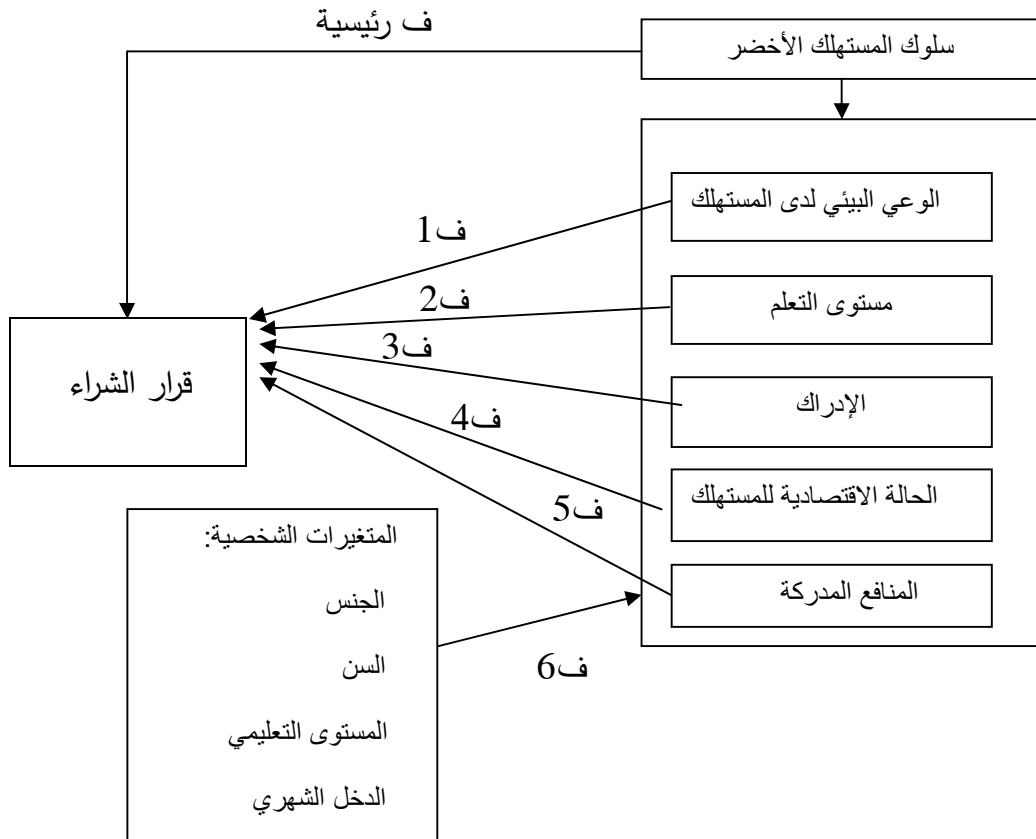 ف رئيسية
سلوك المستهلك الأخضر
الوعي البيئي لدى المستهلك
ف1
مستوى التعلم
ف2
ف3
الإدراك
قرار الشراء
ف4
الحالة الاقتصادية للمستهلك
ف5
المنافع المدركة
المتغيرات الشخصية:
الجنس
السن
ف6
المستوى التعليمي
الدخل الشهري